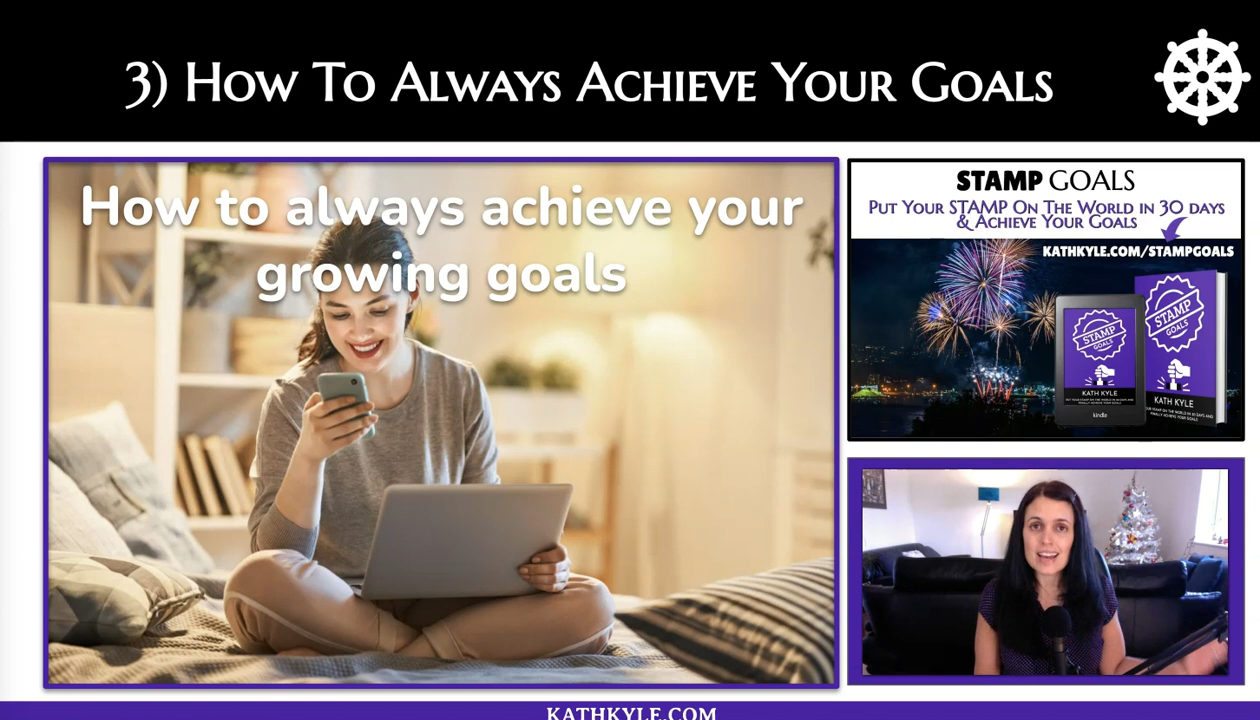 3) How To Always Achieve Your Goals
How to always achieve your
growing goals
STAMP GOALS
Put Your STAMP On The World in 30 days
& Achieve Your Goals
KATHKYLE.COM/STAMPGOALS
STAMP
GOALS
KATH KYLE
kindle
STAMP
GOALS
KATH KYLE
KATHKYLE.COM